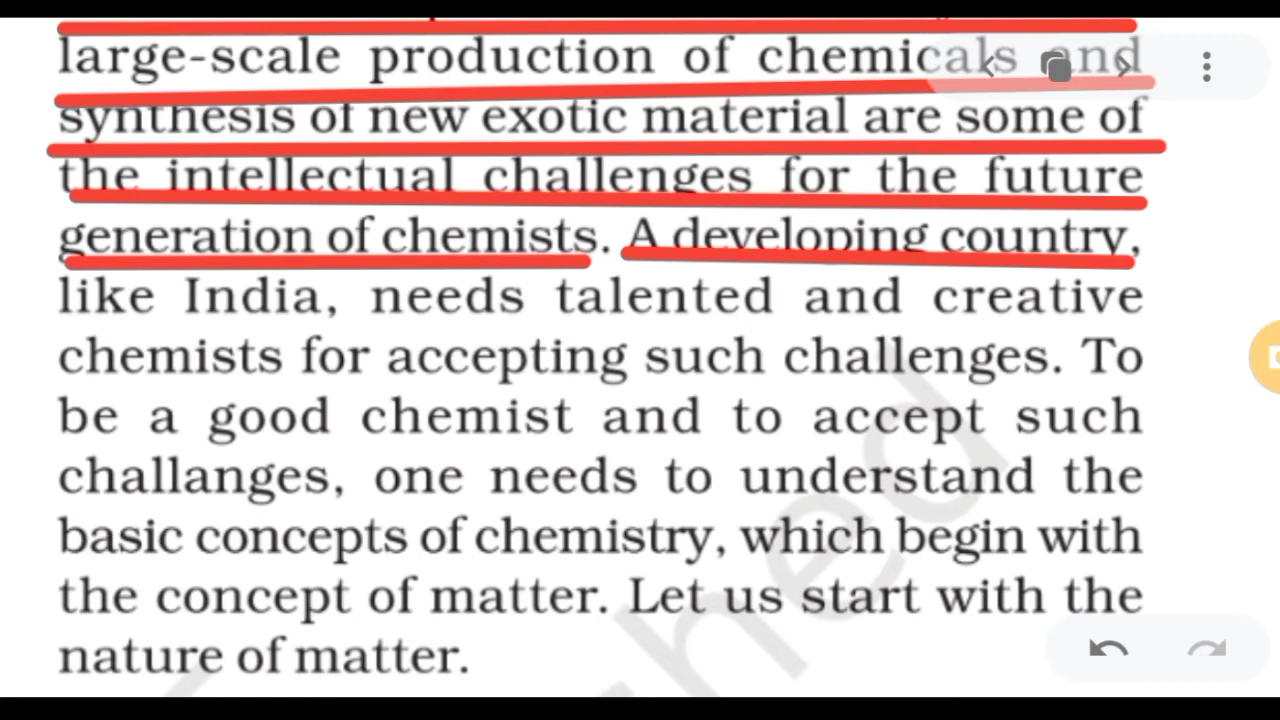 large-scale production of chemicals and
synthesis of new exotic material are some of
the intellectual challenges for the future
generation of chemists. A developing country,
like India, needs talented and creative
chemists for accepting such challenges. To
be a good chemist and to accept such
challanges, one needs to understand the
basic concepts of chemistry, which begin with
the concept of matter. Let us start with the
nature of matter.